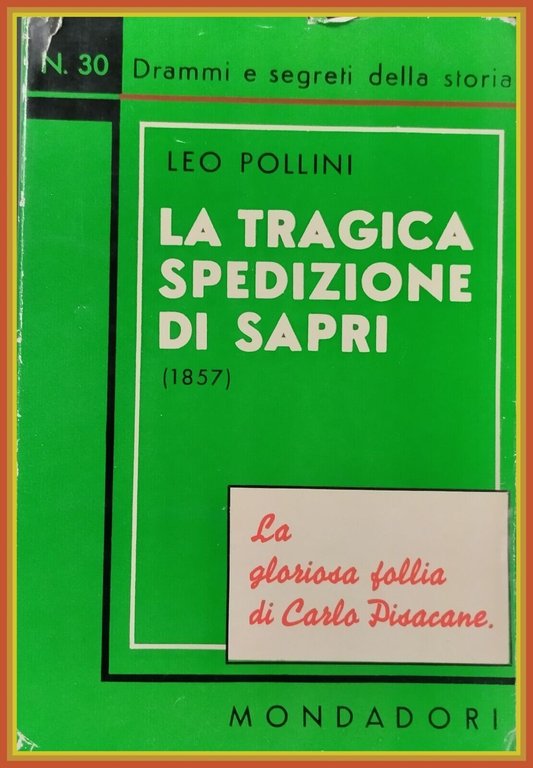 N. 30 Drammi e segreti della storia
LEO POLLINI
LA TRAGICA
SPEDIZIONE
DI SAPRI
(1857)
La
gloriosa follia
di Carlo Pisacane.
MONDADORI